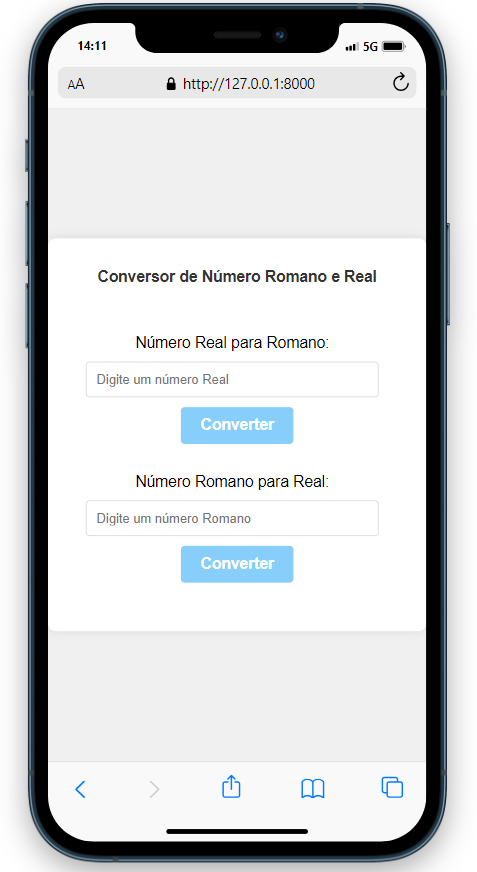 14:11
5G
AA
http://127.0.0.1:8000
Conversor de Número Romano e Real
Número Real para Romano:
Digite um número Real
Converter
Número Romano para Real:
Digite um número Romano
Converter